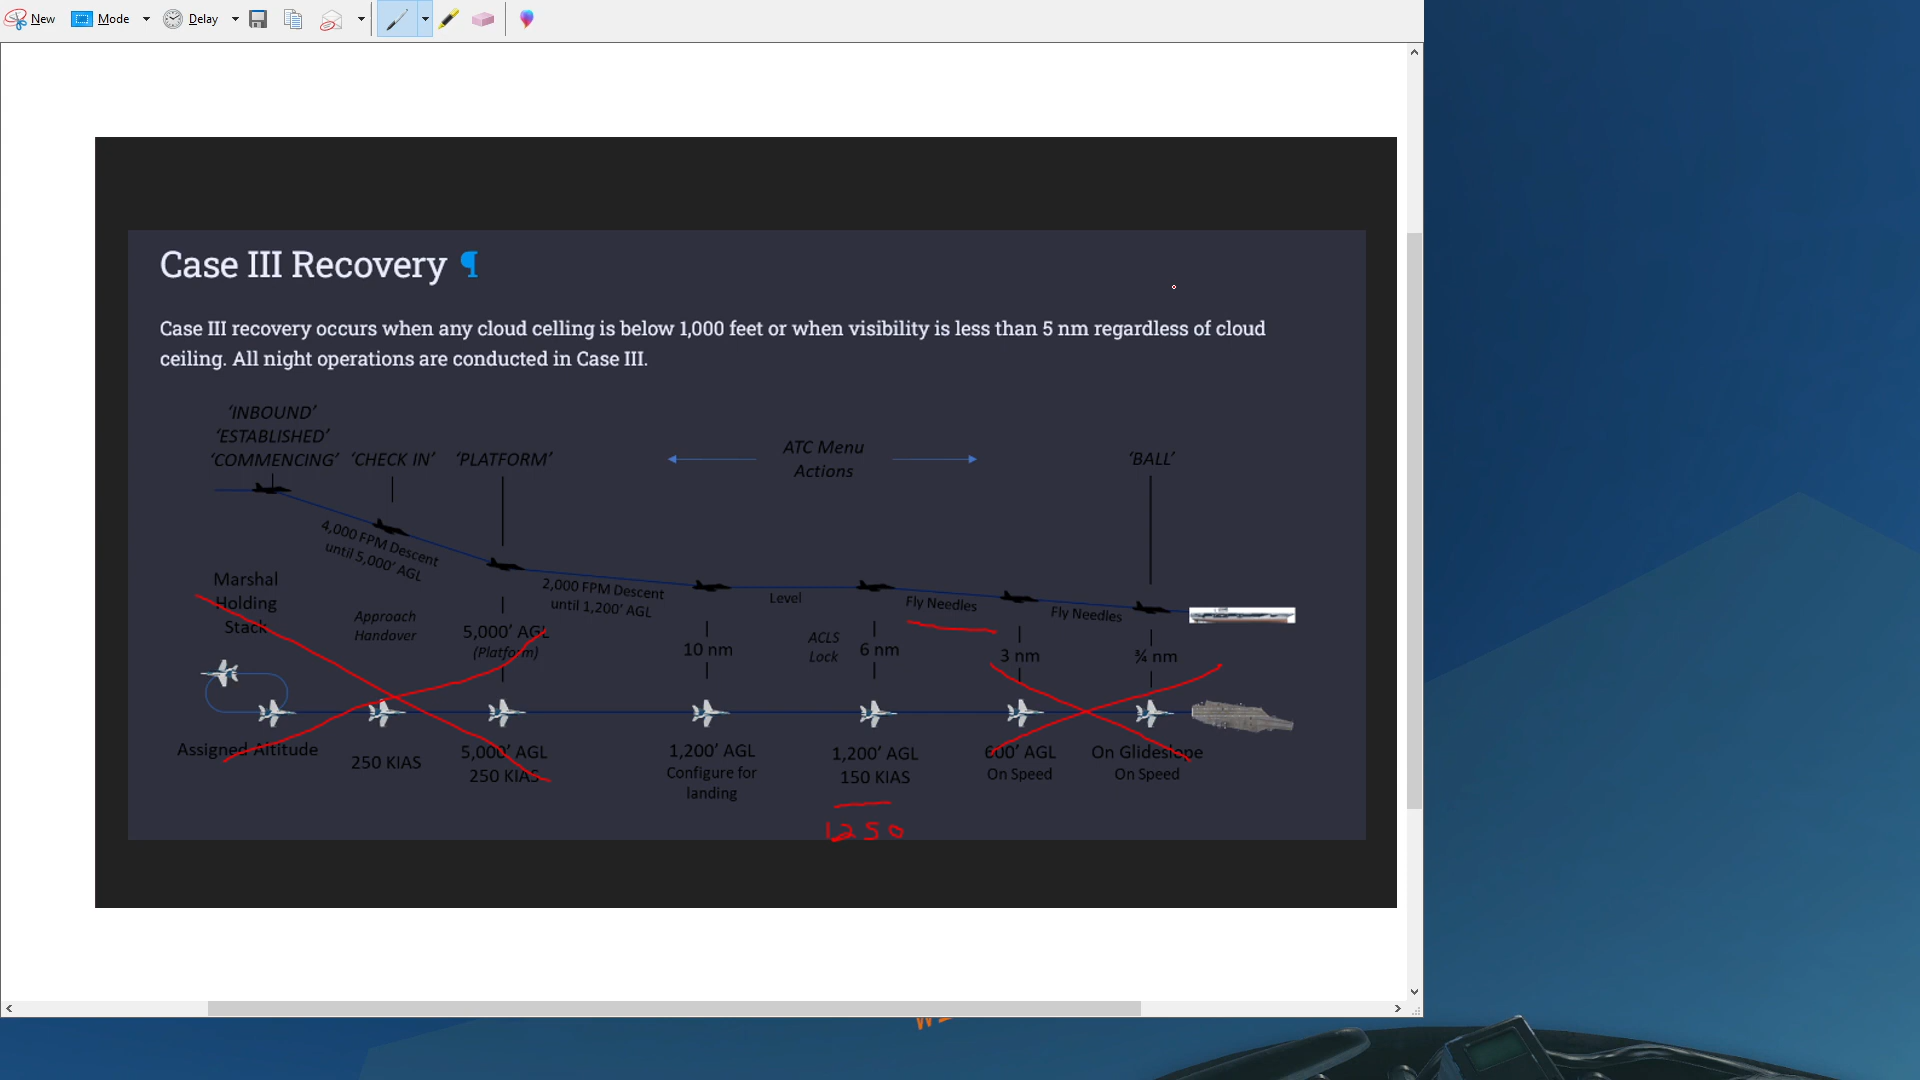 New Mode Delay
Case III Recovery ¶
Case III recovery occurs when any cloud celling is below 1,000 feet or when visibility is less than 5 nm regardless of cloud
ceiling. All night operations are conducted in Case III.
‘INBOUND’
‘ESTABLISHED’
‘COMMENCING’ ‘CHECK IN’ ‘PLATFORM’
ATC Menu
Actions
‘BALL’
4,000 FPM Descent
until 5,000’ AGL
2,000 FPM Descent
until 1,200’ AGL
Level
Fly Needles
Fly Needles
Marshal
Holding
Stack
Approach
Handover
5,000’ AGL
(Platform)
10 nm
ACLS
Lock
6 nm
3 nm
¾ nm
Assigned Altitude
250 KIAS
5,000’ AGL
250 KIAS
1,200’ AGL
Configure for
landing
1,200’ AGL
150 KIAS
600’ AGL
On Speed
On Glideslope
On Speed
1250